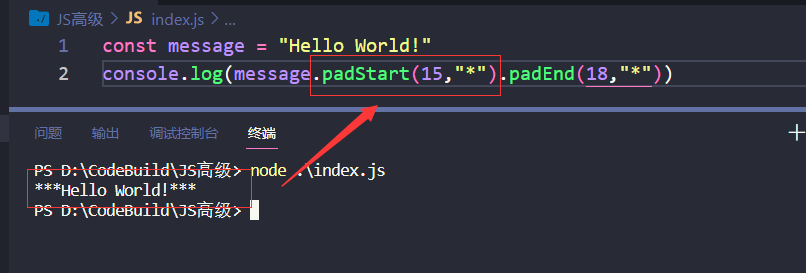 JS高级 > JS index.js > ...
1 const message = "Hello World!"
2 console.log(message.padStart(15,"*").padEnd(18,"*"))
问题 输出 调试控制台 终端
PS D:\CodeBuild\JS高级> node .\index.js
***Hello World!***
PS D:\CodeBuild\JS高级>